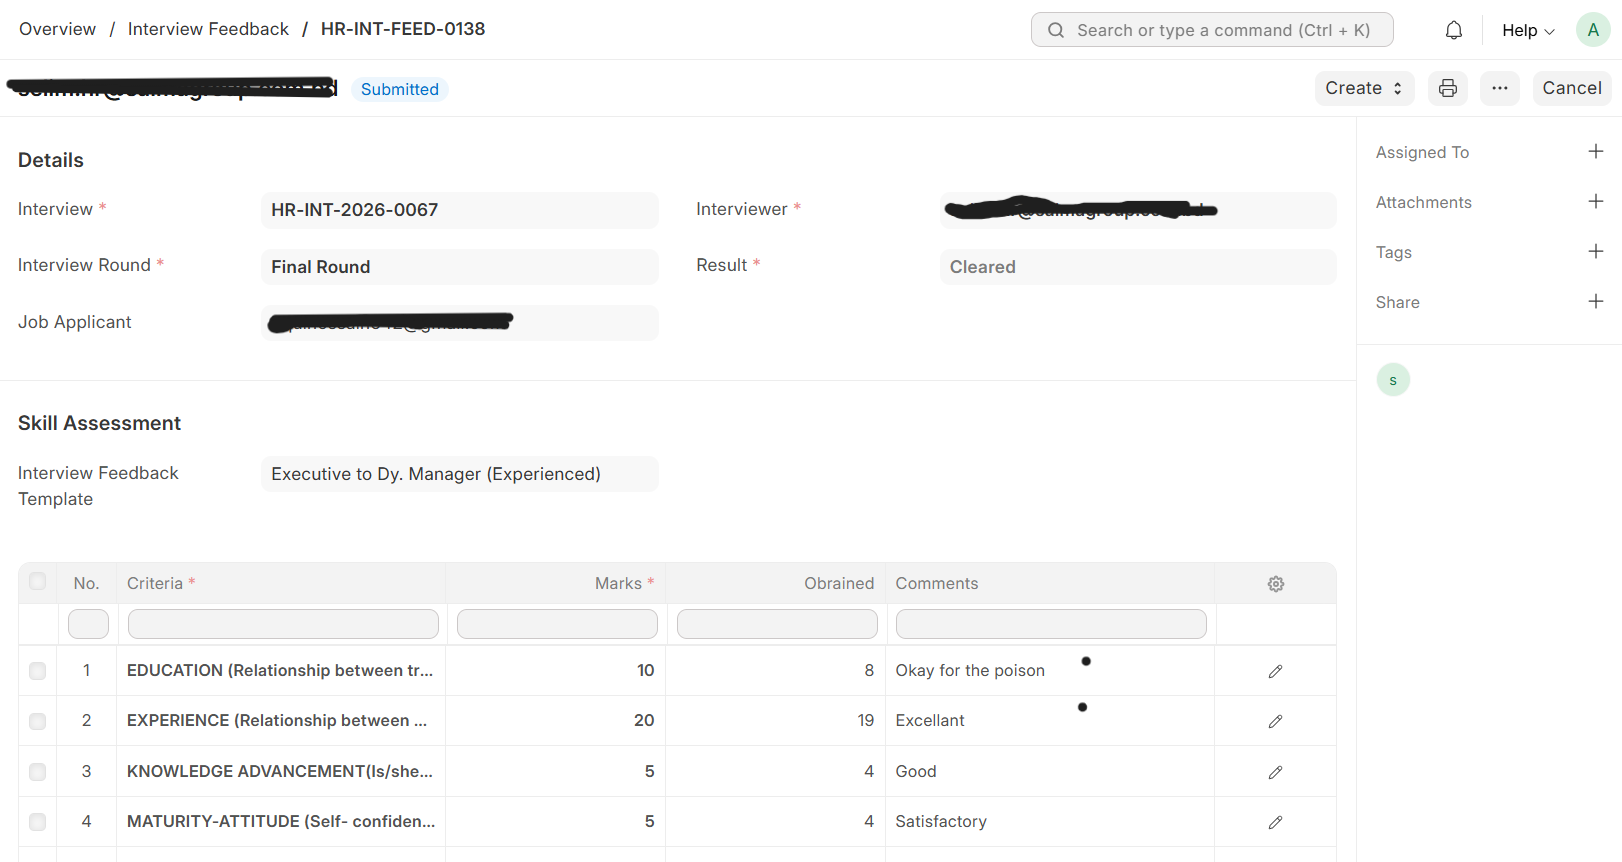 Overview / Interview Feedback / HR-INT-FEED-0138
Search or type a command (Ctrl + K)
Help
A
Submitted
Create
Cancel
Details
Interview *
HR-INT-2026-0067
Interviewer *
Interview Round *
Final Round
Result *
Cleared
Job Applicant
Assigned To
Attachments
Tags
Share
s
Skill Assessment
Interview Feedback
Template
Executive to Dy. Manager (Experienced)
No. Criteria * Marks * Obrained Comments
1 EDUCATION (Relationship between tr... 10 8 Okay for the poison
2 EXPERIENCE (Relationship between ... 20 19 Excellant
3 KNOWLEDGE ADVANCEMENT(Is/she... 5 4 Good
4 MATURITY-ATTITUDE (Self- confiden... 5 4 Satisfactory